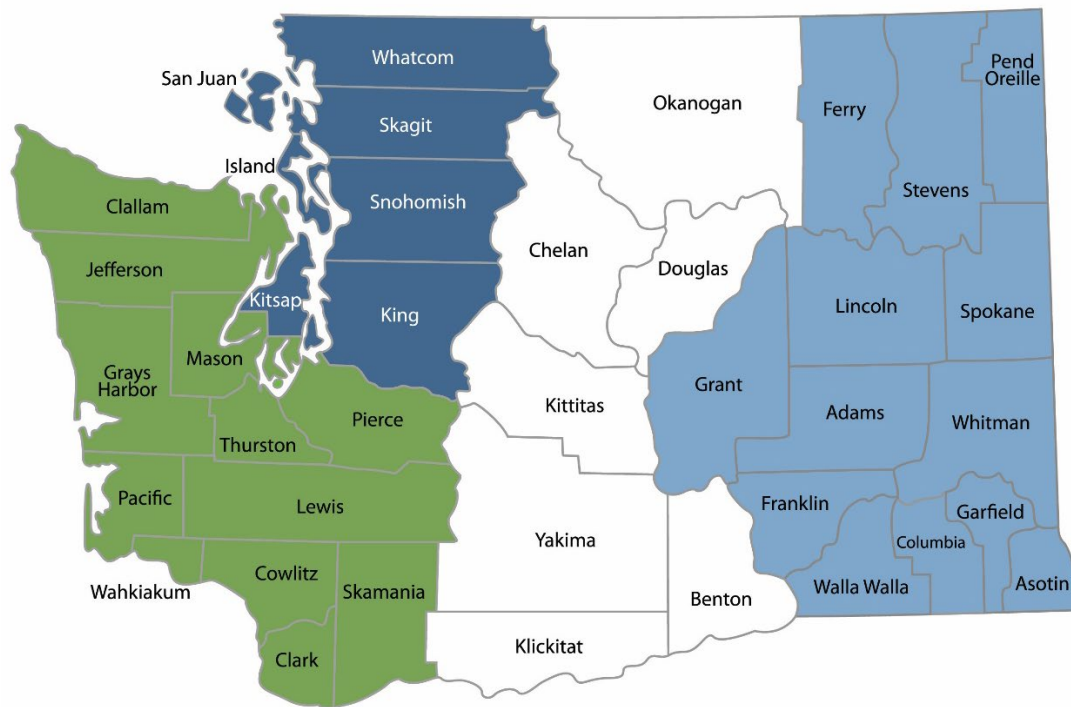 Whatcom
San Juan
Skagit
Island
Snohomish
Okanogan
Ferry
Pend
Oreille
Stevens
Clallam
Jefferson
Kitsap
King
Chelan
Douglas
Lincoln
Spokane
Mason
Grays
Harbor
Thurston
Pierce
Kittitas
Grant
Adams
Whitman
Pacific
Lewis
Yakima
Franklin
Garfield
Columbia
Wahkiakum
Cowlitz
Skamania
Benton
Walla Walla
Asotin
Clark
Klickitat